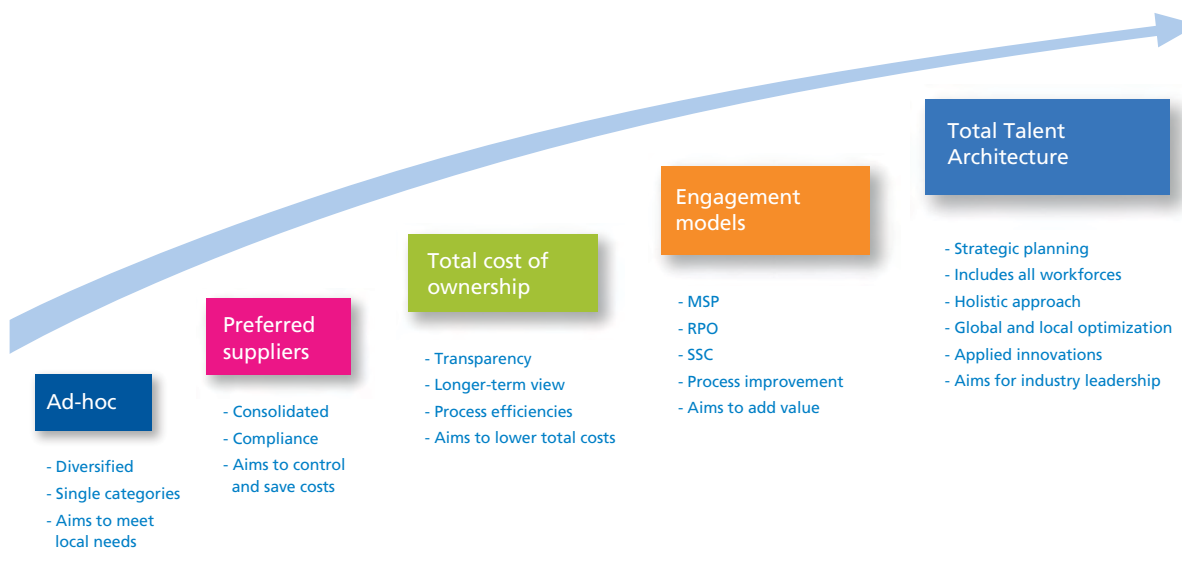 Ad-hoc
- Diversified
- Single categories
- Aims to meet
local needs
Preferred
suppliers
- Consolidated
- Compliance
- Aims to control
and save costs
Total cost of
ownership
- Transparency
- Longer-term view
- Process efficiencies
- Aims to lower total costs
Engagement
models
- MSP
- RPO
- SSC
- Process improvement
- Aims to add value
Total Talent
Architecture
- Strategic planning
- Includes all workforces
- Holistic approach
- Global and local optimization
- Applied innovations
- Aims for industry leadership